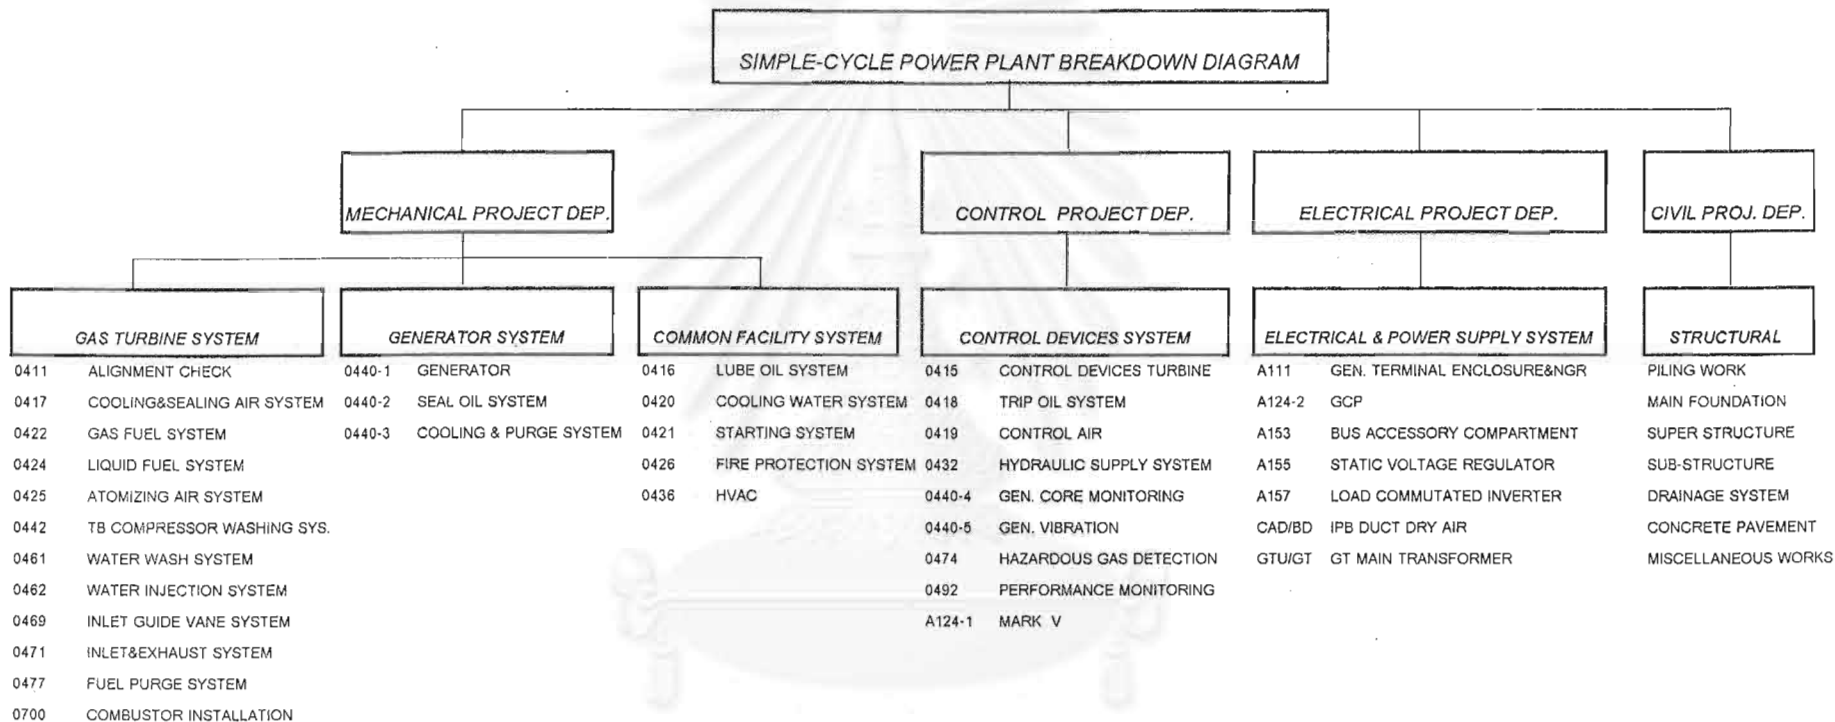 SIMPLE-CYCLE POWER PLANT BREAKDOWN DIAGRAM
MECHANICAL PROJECT DEP.
CONTROL PROJECT DEP.
ELECTRICAL PROJECT DEP.
CIVIL PROJ. DEP.
GAS TURBINE SYSTEM
0411 ALIGNMENT CHECK
0417 COOLING&SEALING AIR SYSTEM
0422 GAS FUEL SYSTEM
0424 LIQUID FUEL SYSTEM
0425 ATOMIZING AIR SYSTEM
0442 TB COMPRESSOR WASHING SYS.
0461 WATER WASH SYSTEM
0462 WATER INJECTION SYSTEM
0469 INLET GUIDE VANE SYSTEM
0471 INLET&EXHAUST SYSTEM
0477 FUEL PURGE SYSTEM
0700 COMBUSTOR INSTALLATION
GENERATOR SYSTEM
0440-1 GENERATOR
0440-2 SEAL OIL SYSTEM
0440-3 COOLING & PURGE SYSTEM
COMMON FACILITY SYSTEM
0416 LUBE OIL SYSTEM
0420 COOLING WATER SYSTEM
0421 STARTING SYSTEM
0426 FIRE PROTECTION SYSTEM
0436 HVAC
CONTROL DEVICES SYSTEM
0415 CONTROL DEVICES TURBINE
0418 TRIP OIL SYSTEM
0419 CONTROL AIR
0432 HYDRAULIC SUPPLY SYSTEM
0440-4 GEN. CORE MONITORING
0440-5 GEN. VIBRATION
0474 HAZARDOUS GAS DETECTION
0492 PERFORMANCE MONITORING
A124-1 MARK V
ELECTRICAL & POWER SUPPLY SYSTEM
A111 GEN. TERMINAL ENCLOSURE&NGR
A124-2 GCP
A153 BUS ACCESSORY COMPARTMENT
A155 STATIC VOLTAGE REGULATOR
A157 LOAD COMMUTATED INVERTER
CAD/BD IPB DUCT DRY AIR
GTU/GT GT MAIN TRANSFORMER
STRUCTURAL
PILING WORK
MAIN FOUNDATION
SUPER STRUCTURE
SUB-STRUCTURE
DRAINAGE SYSTEM
CONCRETE PAVEMENT
MISCELLANEOUS WORKS